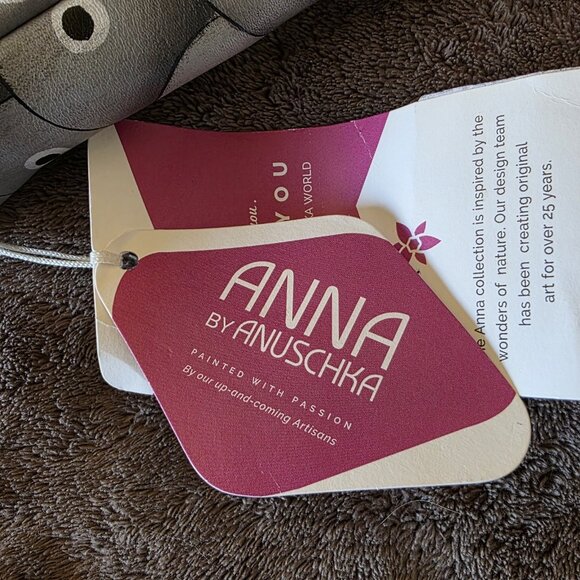 ANNA
BY ANUSCHKA
PAINTED WITH PASSION
By our up-and-coming Artisans
you.
YOU
WORLD
Anna collection is inspired by the
wonders of nature. Our design team
has been creating original
art for over 25 years.